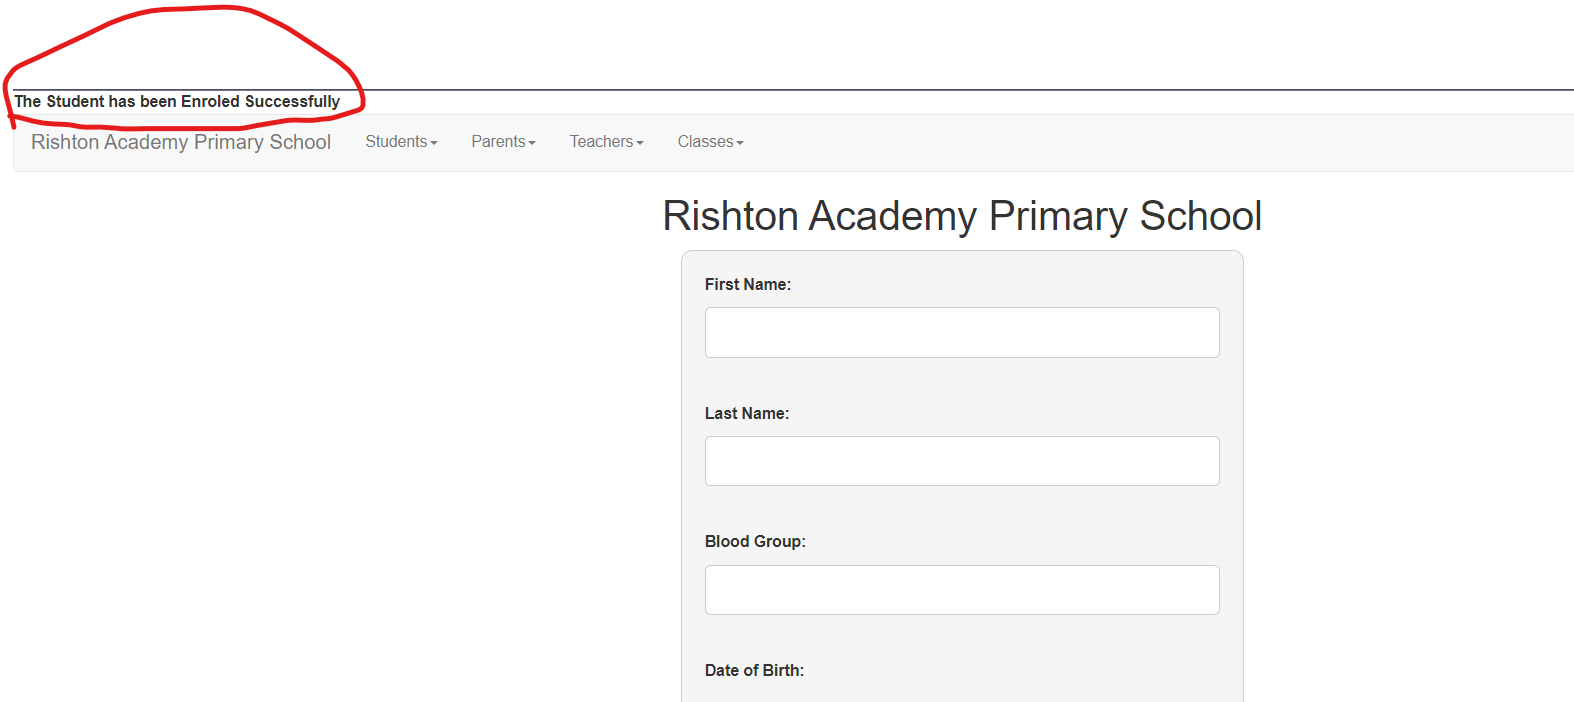 The Student has been Enroled Successfully
Rishton Academy Primary School Students Parents Teachers Classes
Rishton Academy Primary School
First Name:
Last Name:
Blood Group:
Date of Birth: